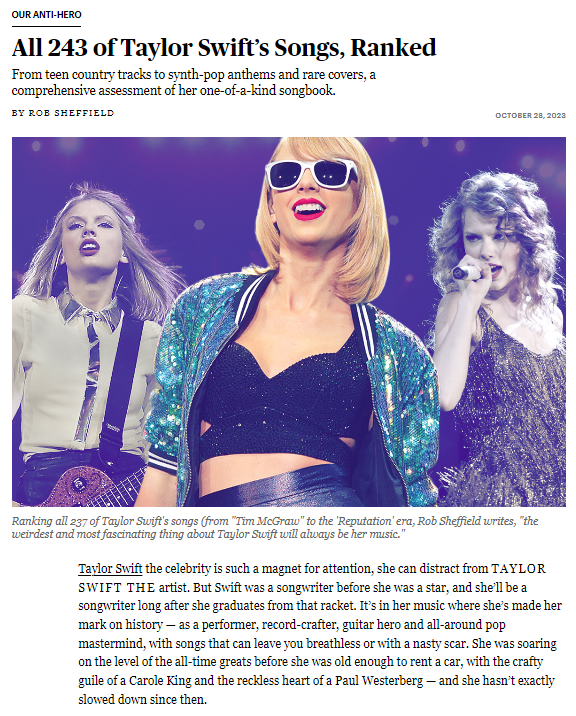 OUR ANTI-HERO
All 243 of Taylor Swift's Songs, Ranked
From teen country tracks to synth-pop anthems and rare covers, a
comprehensive assessment of her one-of-a-kind songbook.
BY ROB SHEFFIELD
OCTOBER 28, 2023
Ranking all 237 of Taylor Swift's songs (from "Tim McGraw" to the 'Reputation' era, Rob Sheffield writes, "the
weirdest and most fascinating thing about Taylor Swift will always be her music."
Taylor Swift the celebrity is such a magnet for attention, she can distract from TAYLOR
SWIFT THE artist. But Swift was a songwriter before she was a star, and she'll be a
songwriter long after she graduates from that racket. It's in her music where she's made her
mark on history — as a performer, record-crafter, guitar hero and all-around pop
mastermind, with songs that can leave you breathless or with a nasty scar. She was soaring
on the level of the all-time greats before she was old enough to rent a car, with the crafty
guile of a Carole King and the reckless heart of a Paul Westerberg — and she hasn't exactly
slowed down since then.